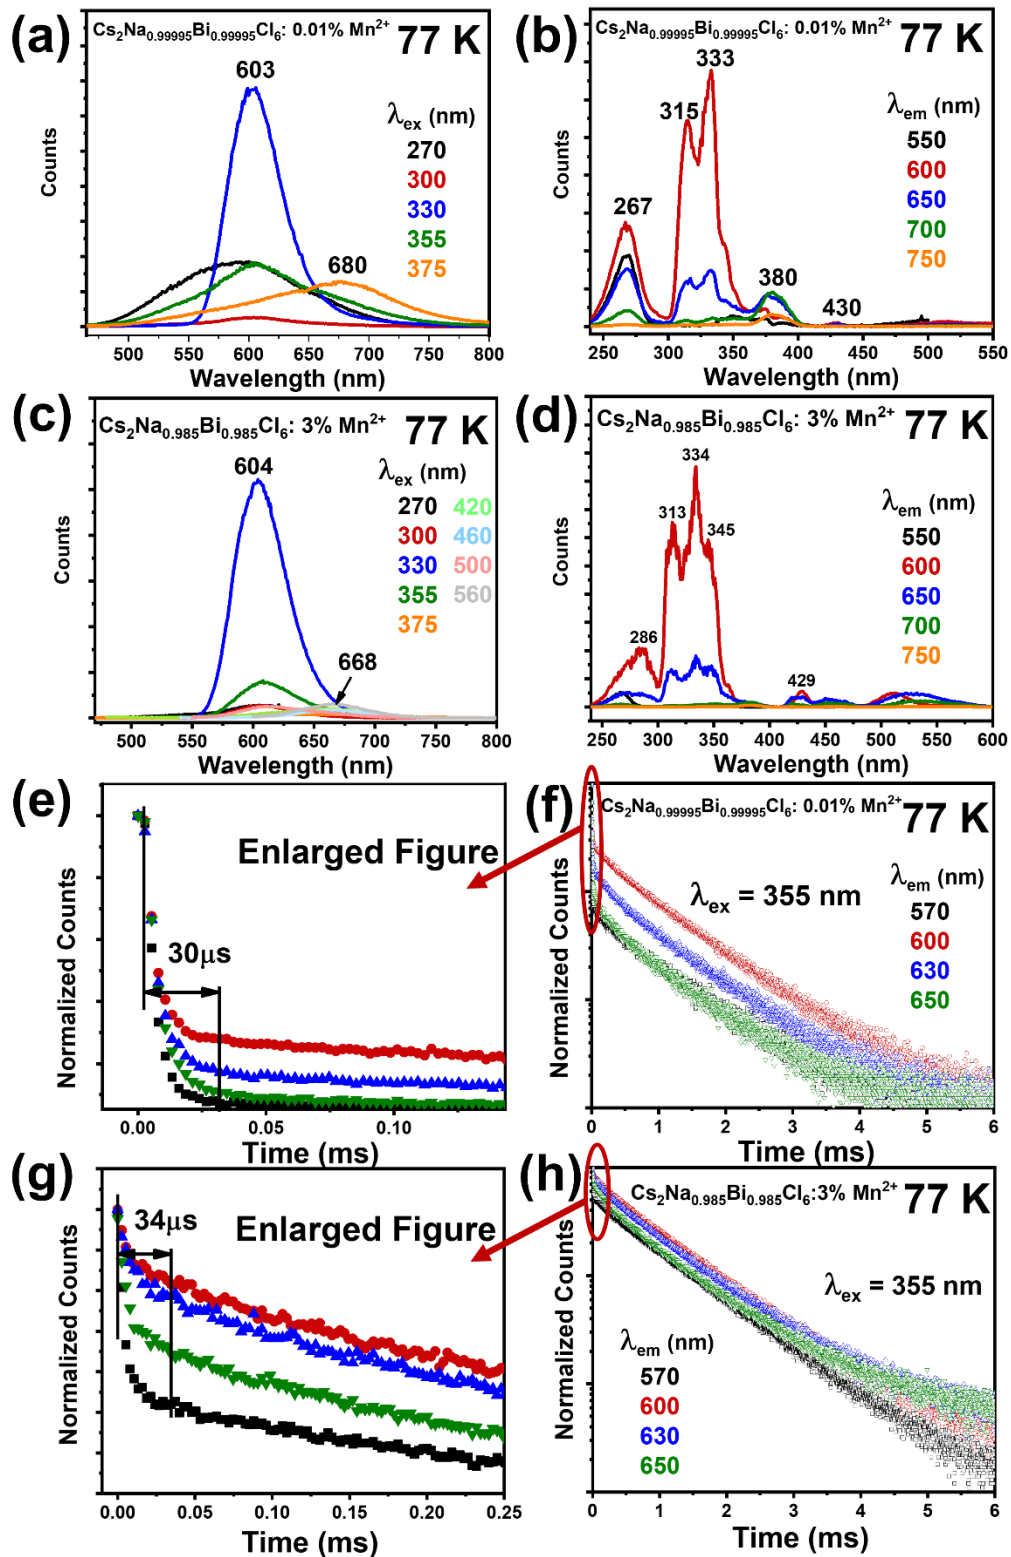 (a)
Cs₂Na₀.₉₉₉₉₅Bi₀.₉₉₉₉₅Cl₆: 0.01% Mn²⁺
77 K
603
680
λex (nm)
270
300
330
355
375
Counts
500 550 600 650 700 750 800
Wavelength (nm)
(b)
Cs₂Na₀.₉₉₉₉₅Bi₀.₉₉₉₉₅Cl₆: 0.01% Mn²⁺
77 K
333
315
267
380
430
λem (nm)
550
600
650
700
750
Counts
250 300 350 400 450 500 550
Wavelength (nm)
(c)
Cs₂Na₀.₉₈₅Bi₀.₉₈₅Cl₆: 3% Mn²⁺
77 K
604
668
λex (nm)
270 420
300 460
330 500
355 560
375
Counts
500 550 600 650 700 750 800
Wavelength (nm)
(d)
Cs₂Na₀.₉₈₅Bi₀.₉₈₅Cl₆: 3% Mn²⁺
77 K
334
313
345
286
429
λem (nm)
550
600
650
700
750
Counts
250 300 350 400 450 500 550 600
Wavelength (nm)
(e)
Enlarged Figure
30μs
Normalized Counts
0.00 0.05 0.10
Time (ms)
(f)
Cs₂Na₀.₉₉₉₉₅Bi₀.₉₉₉₉₅Cl₆: 0.01% Mn²⁺
77 K
λex = 355 nm
λem (nm)
570
600
630
650
Normalized Counts
0 1 2 3 4 5 6
Time (ms)
(g)
34μs
Enlarged Figure
Normalized Counts
0.00 0.05 0.10 0.15 0.20 0.25
Time (ms)
(h)
Cs₂Na₀.₉₈₅Bi₀.₉₈₅Cl₆:3% Mn²⁺
77 K
λex = 355 nm
λem (nm)
570
600
630
650
Normalized Counts
0 1 2 3 4 5 6
Time (ms)